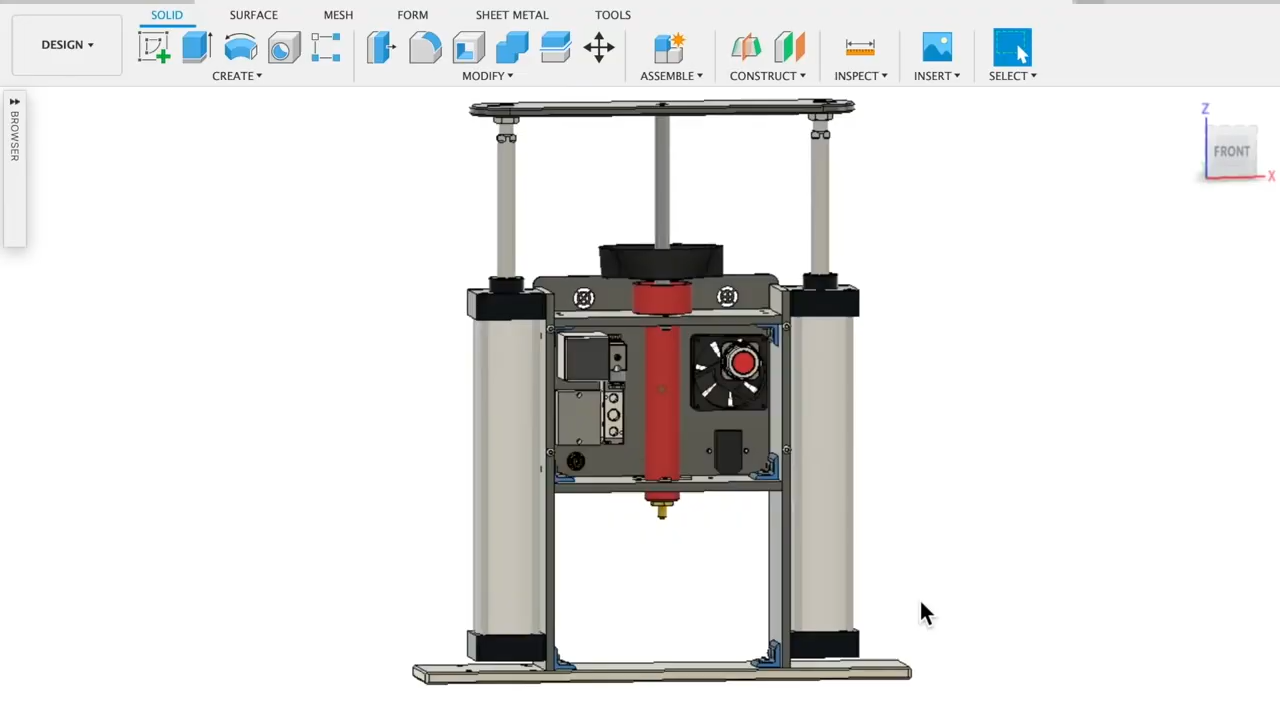 SOLID SURFACE MESH FORM SHEET METAL TOOLS
DESIGN
CREATE MODIFY ASSEMBLE CONSTRUCT INSPECT INSERT SELECT
BROWSER
Z
FRONT
X